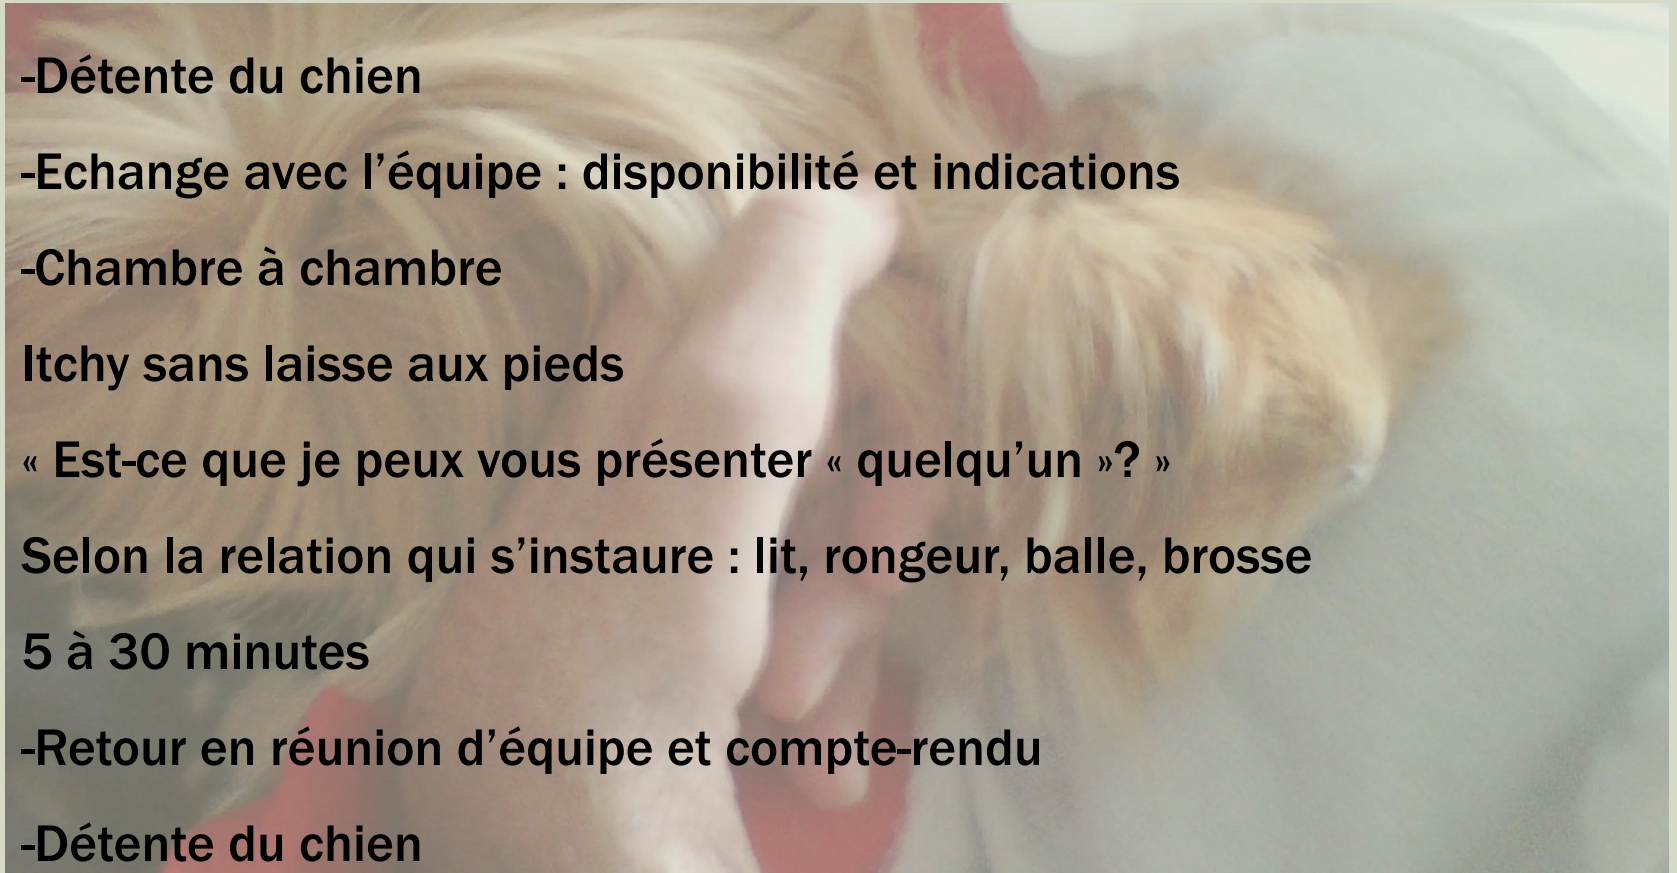 -Détente du chien
-Echange avec l’équipe : disponibilité et indications
-Chambre à chambre
Itchy sans laisse aux pieds
« Est-ce que je peux vous présenter « quelqu’un »? »
Selon la relation qui s’instaure : lit, rongeur, balle, brosse
5 à 30 minutes
-Retour en réunion d’équipe et compte-rendu
-Détente du chien